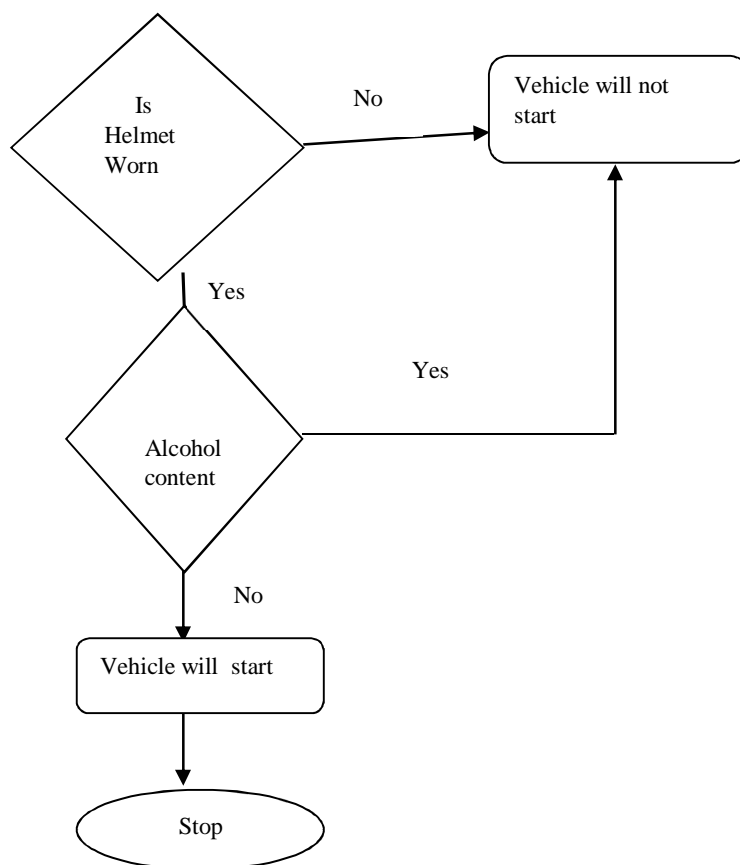 Is
Helmet
Worn
No
Vehicle will not
start
Yes
Yes
Alcohol
content
No
Vehicle will  start
Stop